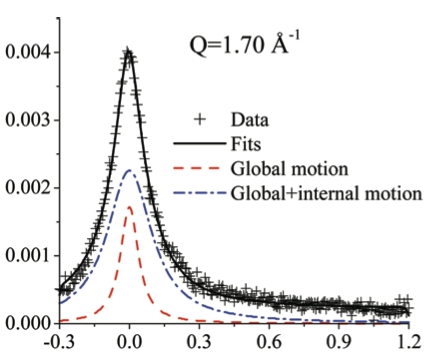 Q=1.70 Å⁻¹
0.004
0.003
0.002
0.001
0.000
Data
Fits
Global motion
Global+internal motion
-0.3 0.0 0.3 0.6 0.9 1.2